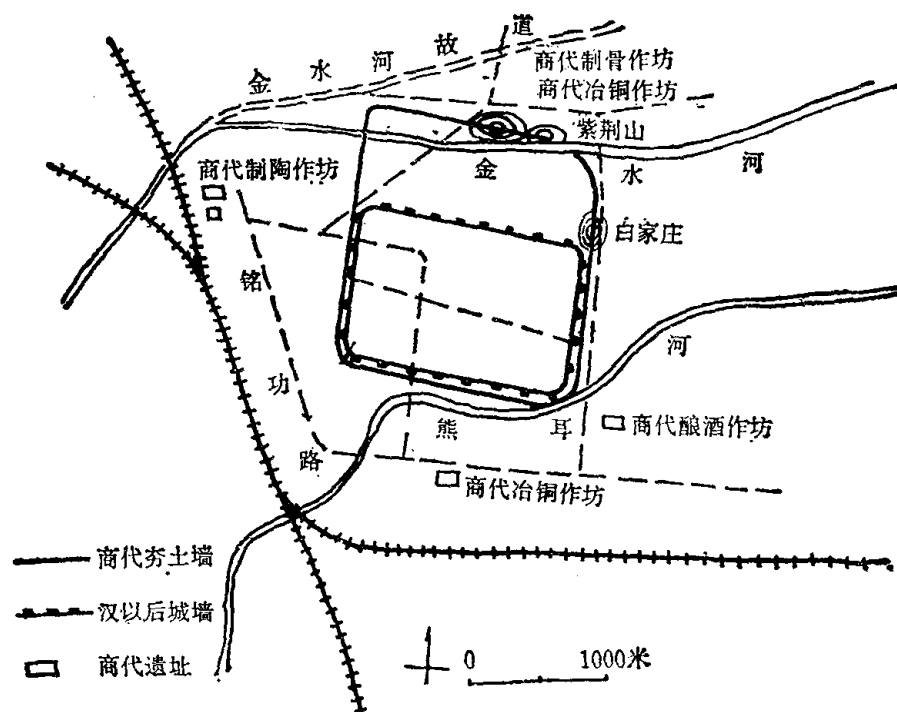 金水河故道
商代制骨作坊
商代冶铜作坊
紫荆山
金水河
商代制陶作坊
白家庄
铭功路
熊耳河
商代酿酒作坊
商代冶铜作坊
商代夯土墙
汉以后城墙
商代遗址
0 1000米